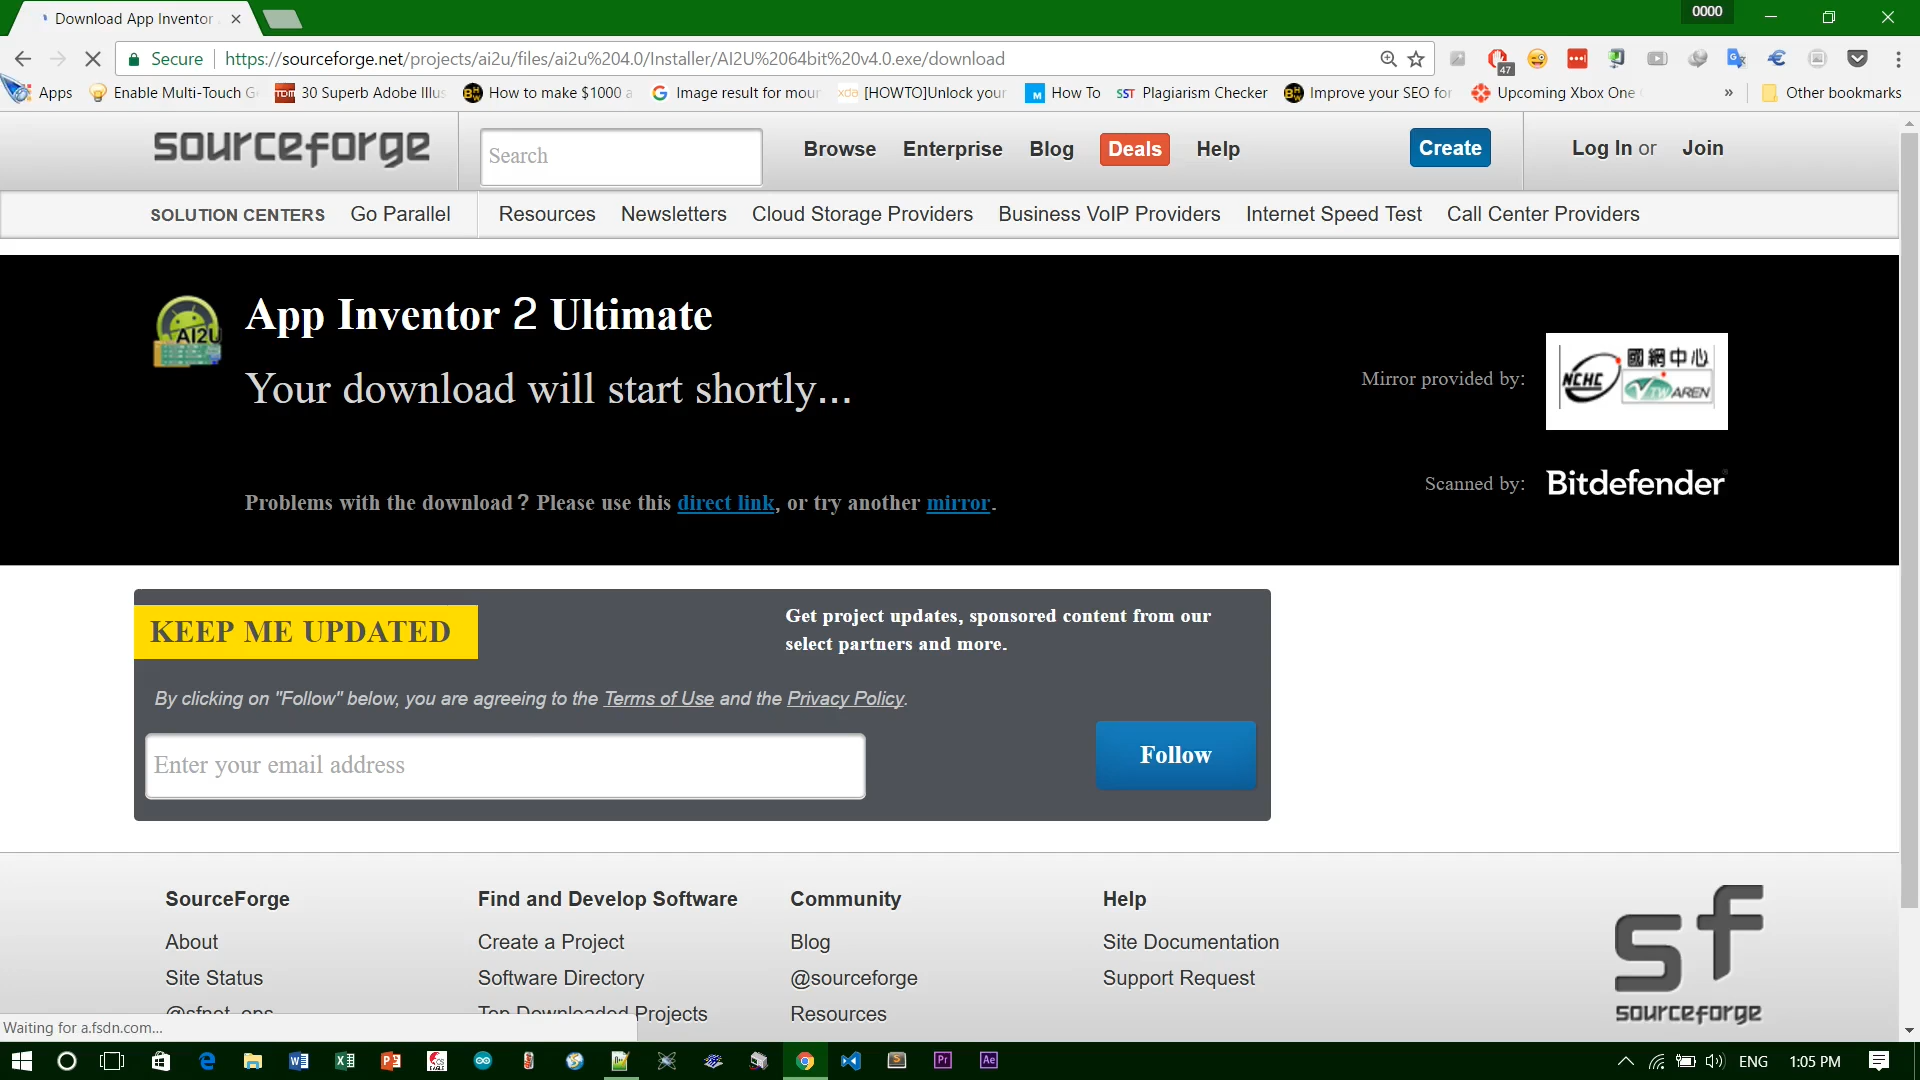 Download App Inventor
0000
Secure
https://sourceforge.net/projects/ai2u/files/ai2u%204.0/Installer/AI2U%2064bit%20v4.0.exe/download
47
Apps
Enable Multi-Touch G
TDM 30 Superb Adobe Illus
BHW How to make $1000 a
G Image result for mour
xda [HOWTO]Unlock your
M How To
SST Plagiarism Checker
BHW Improve your SEO for
Upcoming Xbox One
»
Other bookmarks
sourceforge
Search
Browse Enterprise Blog Deals Help
Create
Log In or Join
SOLUTION CENTERS Go Parallel Resources Newsletters Cloud Storage Providers Business VoIP Providers Internet Speed Test Call Center Providers
AI2U
App Inventor 2 Ultimate
Your download will start shortly...
Mirror provided by:
NCHC 國網中心
TWAREN
Problems with the download? Please use this direct link, or try another mirror.
Scanned by: Bitdefender
KEEP ME UPDATED
Get project updates, sponsored content from our
select partners and more.
By clicking on "Follow" below, you are agreeing to the Terms of Use and the Privacy Policy.
Enter your email address
Follow
SourceForge
About
Site Status
@sfnet_ops
Find and Develop Software
Create a Project
Software Directory
Top Downloaded Projects
Community
Blog
@sourceforge
Resources
Help
Site Documentation
Support Request
sf
sourceforge
Waiting for a.fsdn.com...
Pr
Ae
ENG
1:05 PM